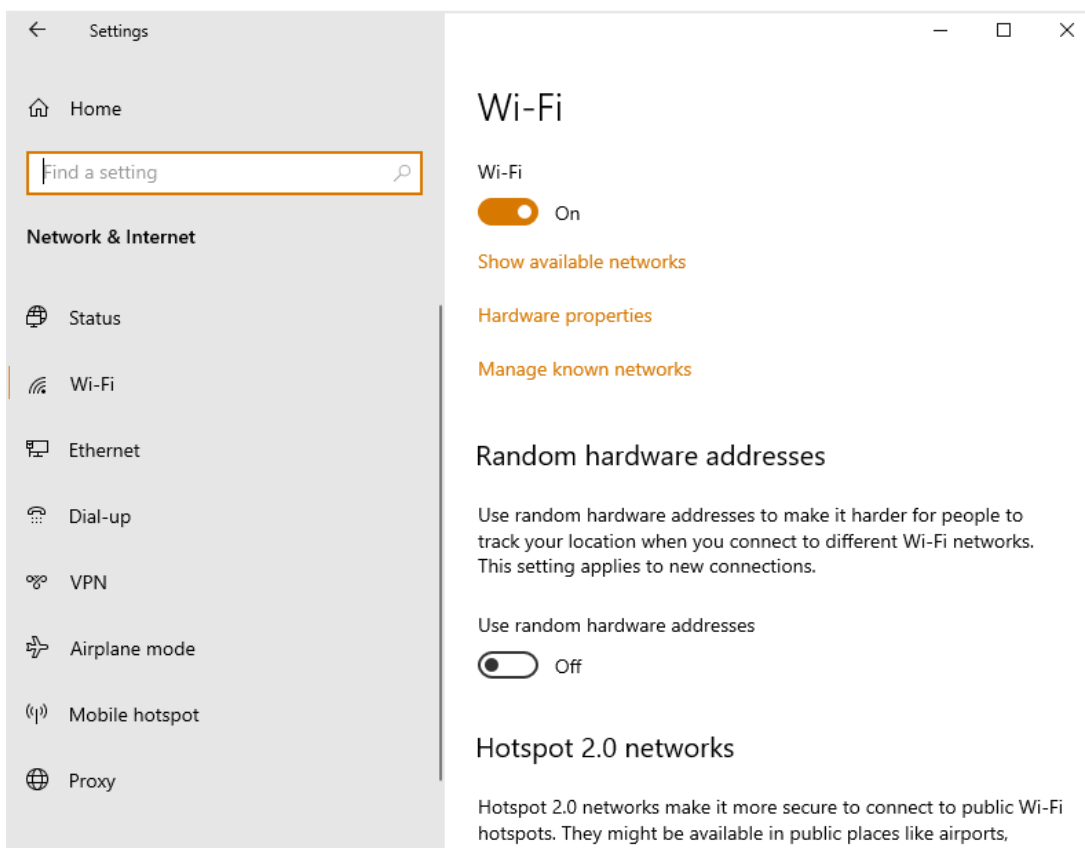 Settings
Home
Find a setting
Network & Internet
Status
Wi-Fi
Ethernet
Dial-up
VPN
Airplane mode
Mobile hotspot
Proxy
Wi-Fi
Wi-Fi
On
Show available networks
Hardware properties
Manage known networks
Random hardware addresses
Use random hardware addresses to make it harder for people to
track your location when you connect to different Wi-Fi networks.
This setting applies to new connections.
Use random hardware addresses
Off
Hotspot 2.0 networks
Hotspot 2.0 networks make it more secure to connect to public Wi-Fi
hotspots. They might be available in public places like airports,